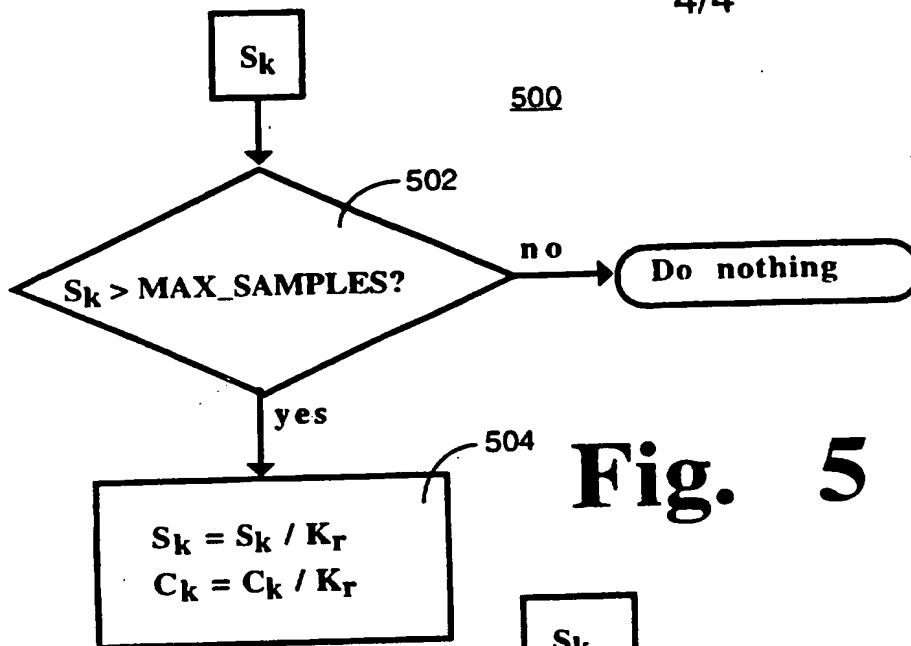 4/4
Sk
500
502
Sk > MAX_SAMPLES?
no
Do nothing
yes
504
Sk = Sk / Kr
Ck = Ck / Kr
Fig. 5
Sk